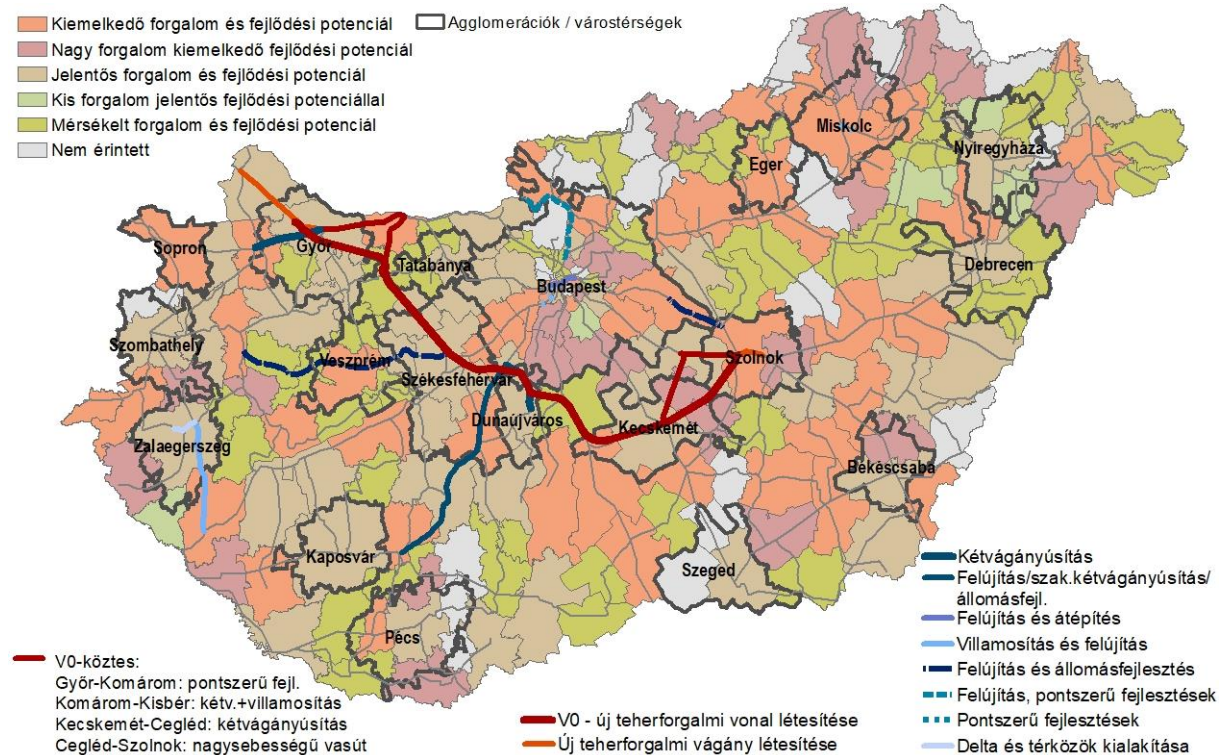 Kiemelkedő forgalom és fejlődési potenciál
Nagy forgalom kiemelkedő fejlődési potenciál
Jelentős forgalom és fejlődési potenciál
Kis forgalom jelentős fejlődési potenciállal
Mérsékelt forgalom és fejlődési potenciál
Nem érintett
Agglomerációk / várostérségek
Miskolc
Nyíregyháza
Eger
Sopron
Győr
Tatabánya
Debrecen
Budapest
Szombathely
Veszprém
Szolnok
Székesfehérvár
Dunaújváros
Kecskemét
Zalaegerszeg
Békéscsaba
Kaposvár
Szeged
Pécs
V0-köztes:
Győr-Komárom: pontszerű fejl.
Komárom-Kisbér: kétv.+villamosítás
Kecskemét-Cegléd: kétvágányúsítás
Cegléd-Szolnok: nagysebességű vasút
V0 - új teherforgalmi vonal létesítése
Új teherforgalmi vágány létesítése
Kétvágányúsítás
Felújítás/szak.kétvágányúsítás/
állomásfejl.
Felújítás és átépítés
Villamosítás és felújítás
Felújítás és állomásfejlesztés
Felújítás, pontszerű fejlesztések
Pontszerű fejlesztések
Delta és térközök kialakítása